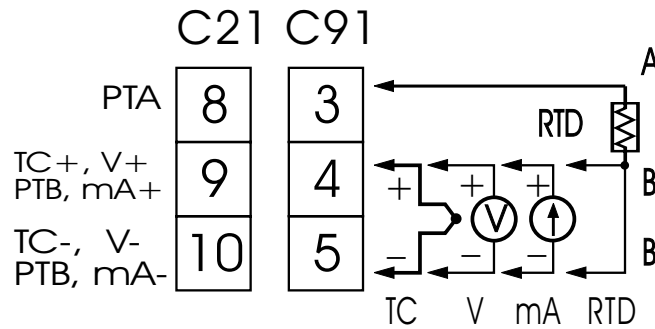 C21 C91
A
PTA 8 3
RTD
TC+, V+
PTB, mA+
9 4 + + + B
V
TC-, V-
PTB, mA-
10 5 - - - B
TC V mA RTD